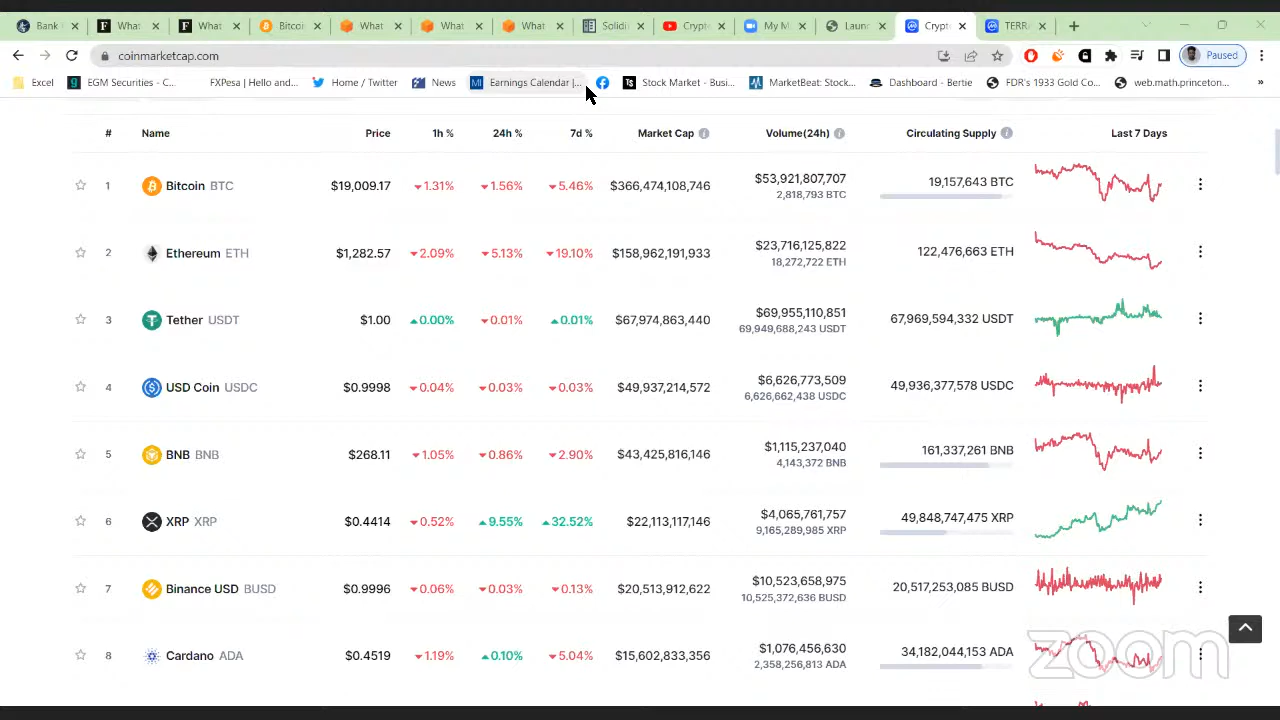 Bank
What
What
Bitcoi
What
What
What
Solidi
Crypt
My M
Laun
Crypt
TERR
coinmarketcap.com
Paused
Excel
EGM Securities - C...
FXPesa | Hello and...
Home / Twitter
News
Earnings Calendar |...
Stock Market - Busi...
MarketBeat: Stock...
Dashboard - Bertie
FDR's 1933 Gold Co...
web.math.princeton...
»
# Name Price 1h % 24h % 7d % Market Cap Volume(24h) Circulating Supply Last 7 Days
1 Bitcoin BTC $19,009.17 1.31% 1.56% 5.46% $366,474,108,746 $53,921,807,707 19,157,643 BTC
2,818,793 BTC
2 Ethereum ETH $1,282.57 2.09% 5.13% 19.10% $158,962,191,933 $23,716,125,822 122,476,663 ETH
18,272,722 ETH
3 Tether USDT $1.00 0.00% 0.01% 0.01% $67,974,863,440 $69,955,110,851 67,969,594,332 USDT
69,949,688,243 USDT
4 USD Coin USDC $0.9998 0.04% 0.03% 0.03% $49,937,214,572 $6,626,773,509 49,936,377,578 USDC
6,626,662,438 USDC
5 BNB BNB $268.11 1.05% 0.86% 2.90% $43,425,816,146 $1,115,237,040 161,337,261 BNB
4,143,372 BNB
6 XRP XRP $0.4414 0.52% 9.55% 32.52% $22,113,117,146 $4,065,761,757 49,848,747,475 XRP
9,165,289,985 XRP
7 Binance USD BUSD $0.9996 0.06% 0.03% 0.13% $20,513,912,622 $10,523,658,975 20,517,253,085 BUSD
10,525,372,636 BUSD
8 Cardano ADA $0.4519 1.19% 0.10% 5.04% $15,602,833,356 $1,076,456,630 34,182,044,153 ADA
2,358,256,813 ADA
zoom